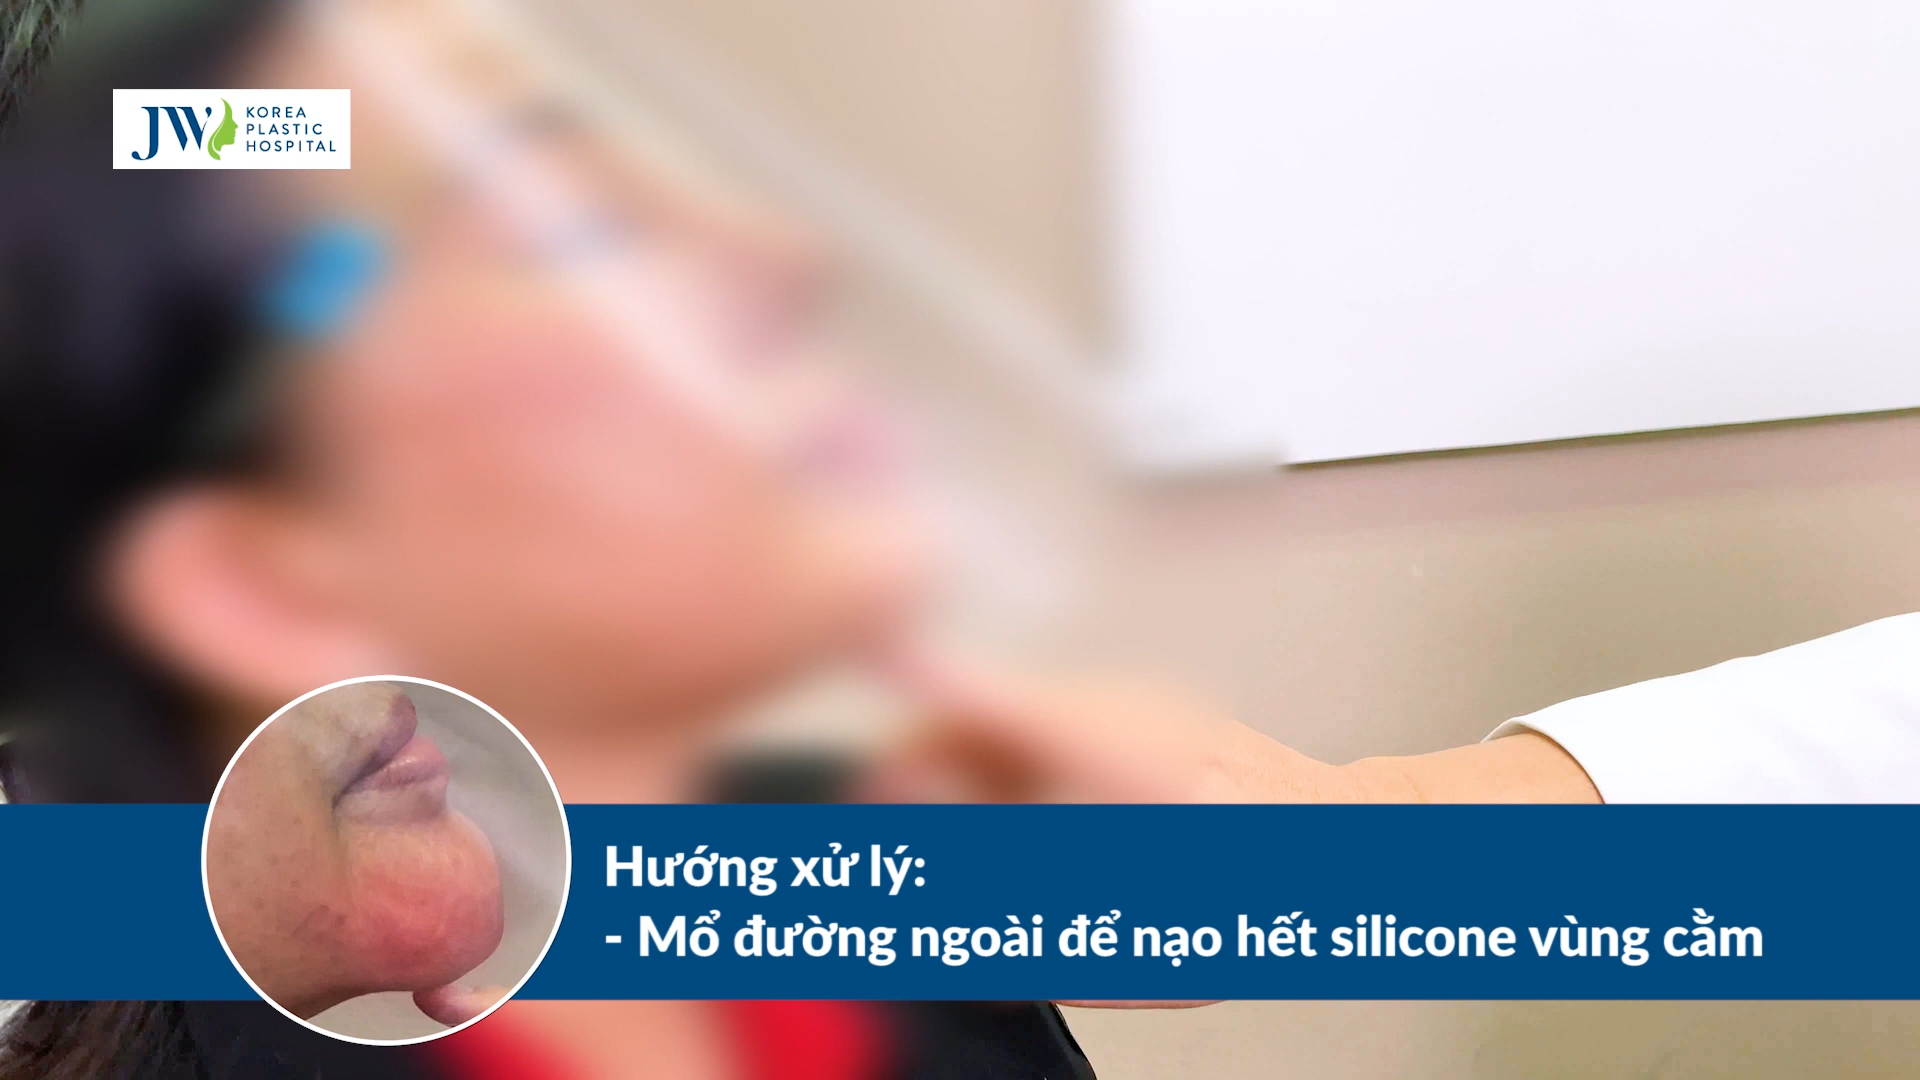 JW KOREA
PLASTIC
HOSPITAL
Hướng xử lý:
- Mổ đường ngoài để nạo hết silicone vùng cằm